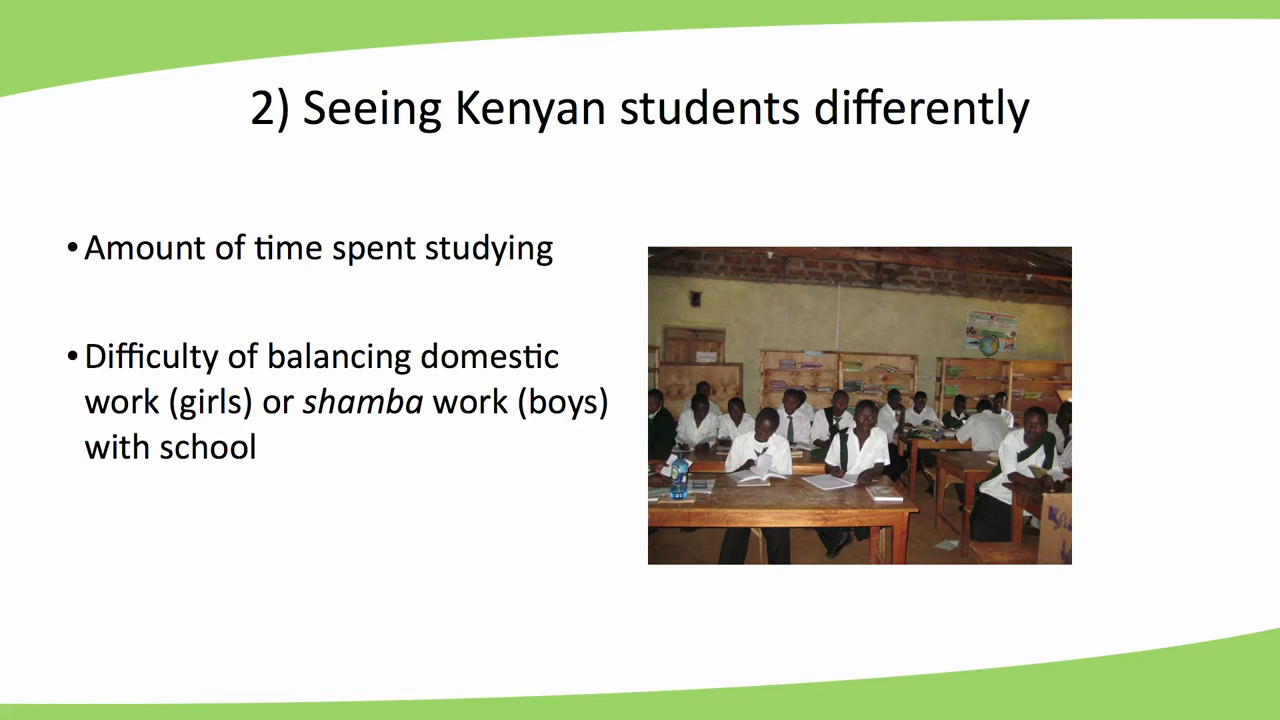 2) Seeing Kenyan students differently
• Amount of time spent studying
• Difficulty of balancing domestic
work (girls) or shamba work (boys)
with school